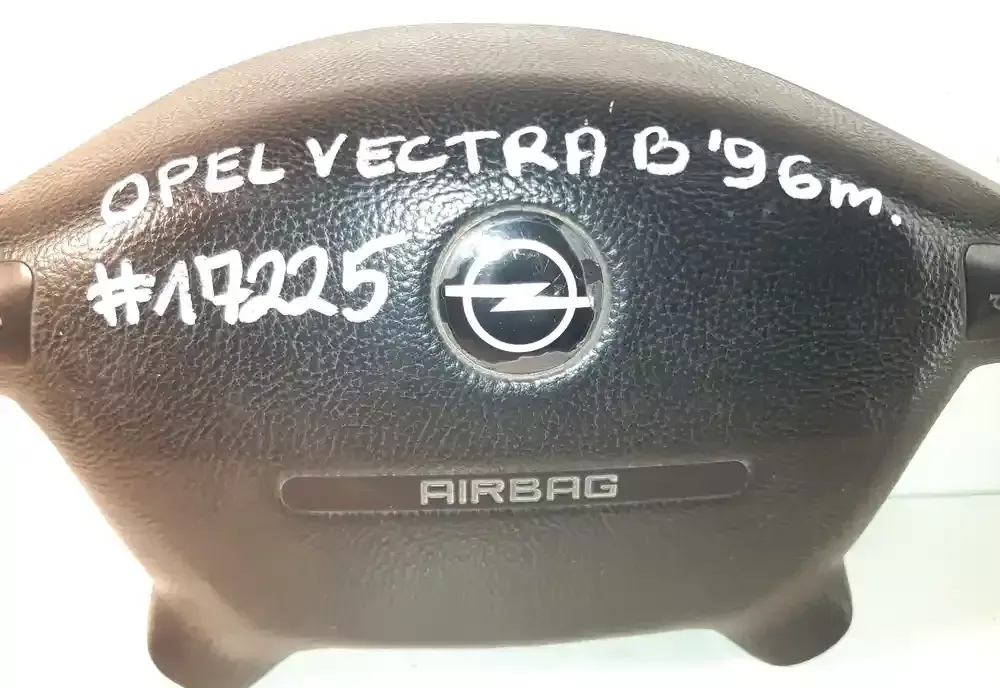 OPEL VECTRA B '96m.
#17225
AIRBAG